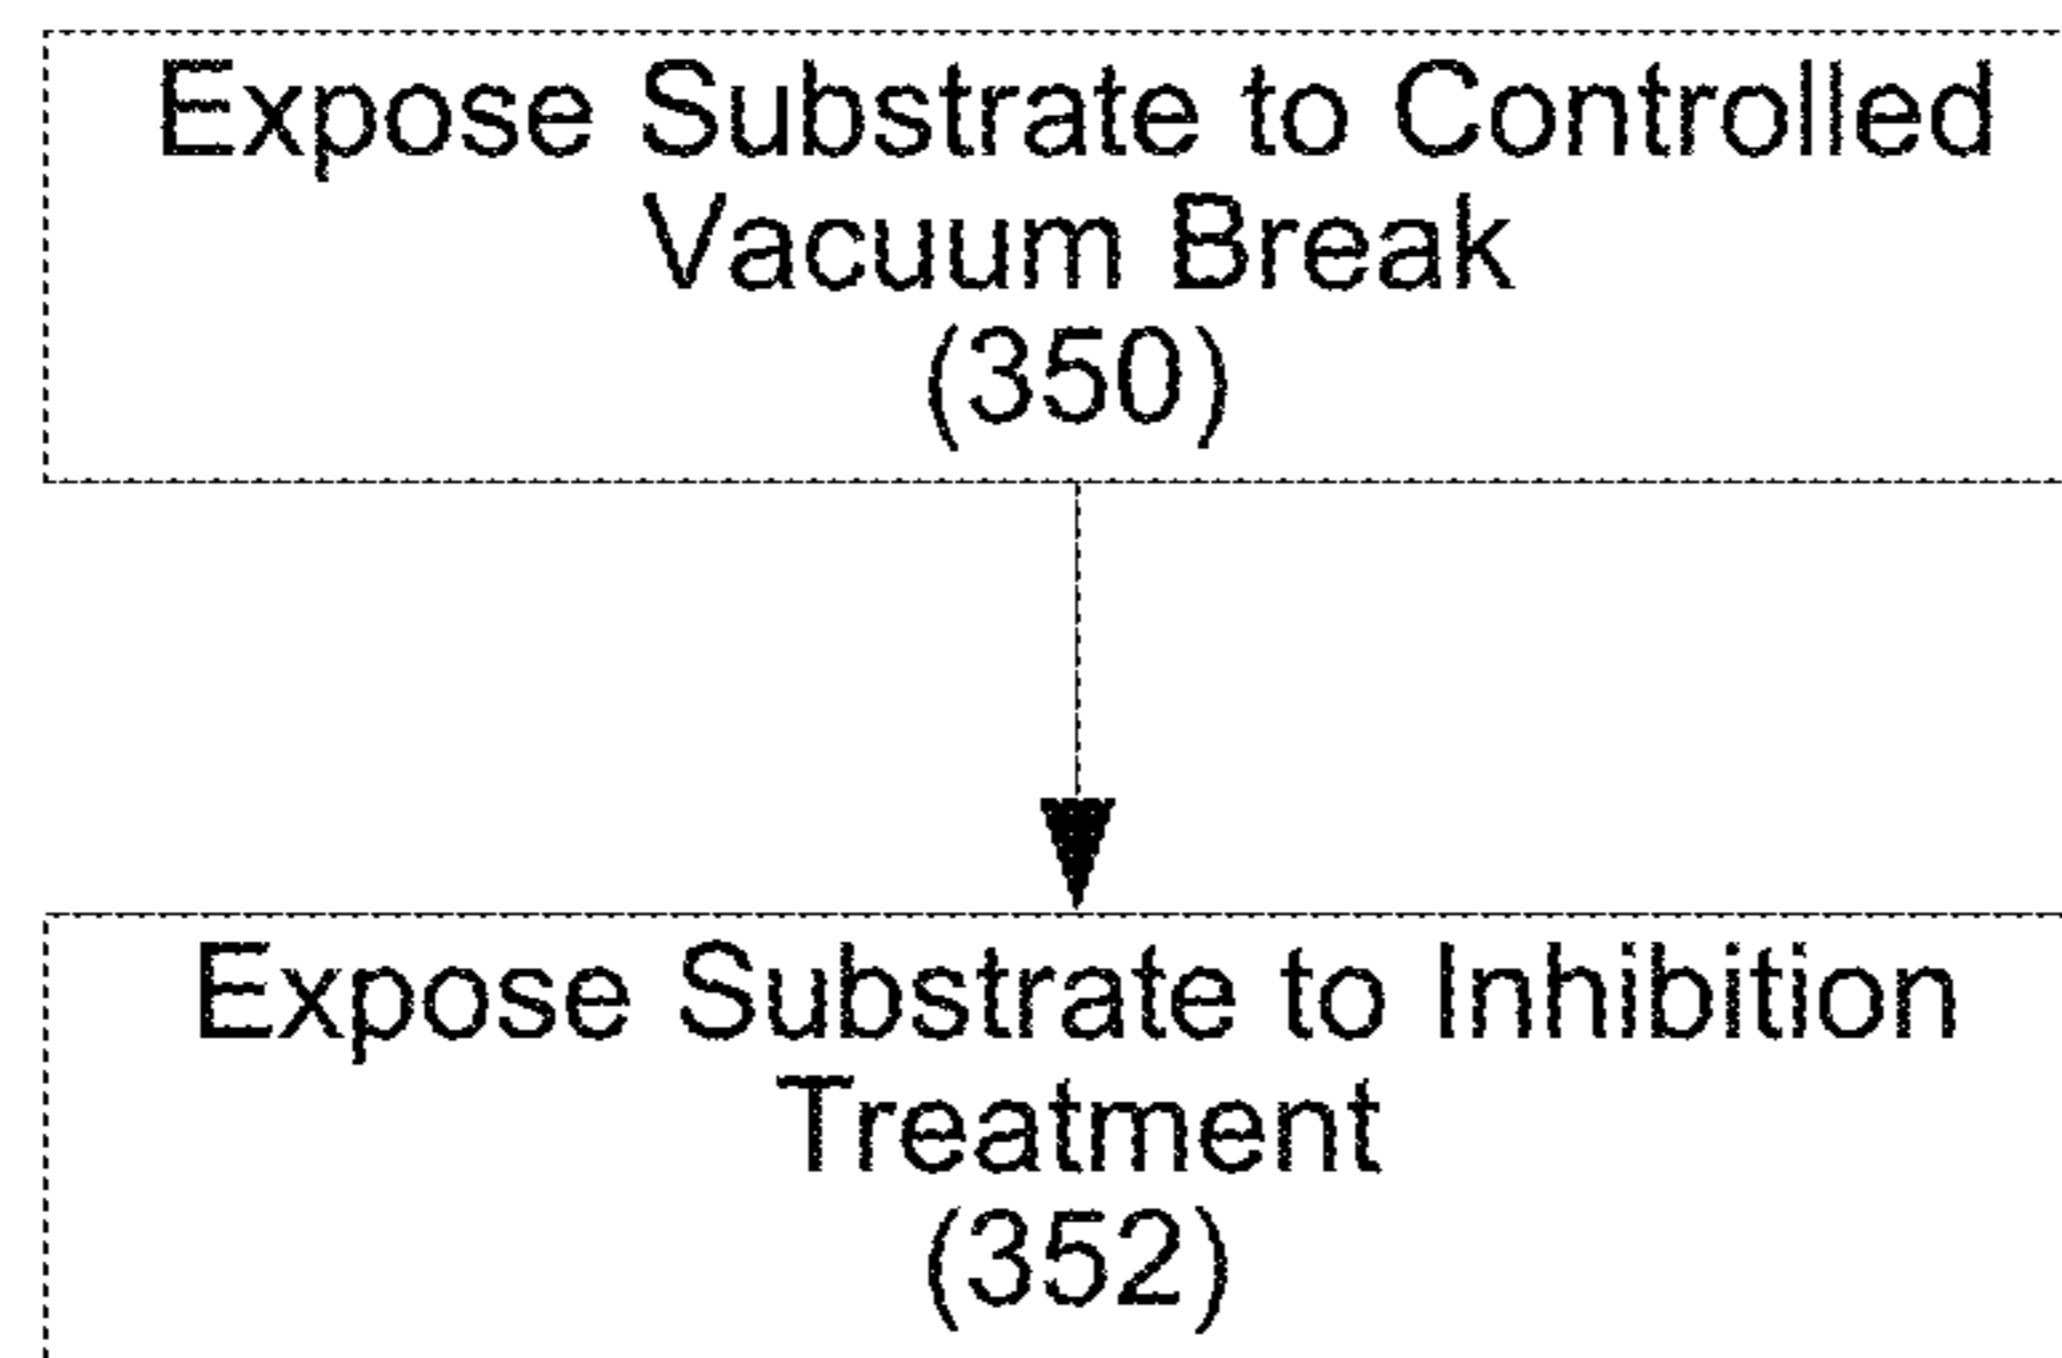 Expose Substrate to Controlled
Vacuum Break
(350)
Expose Substrate to Inhibition
Treatment
(352)